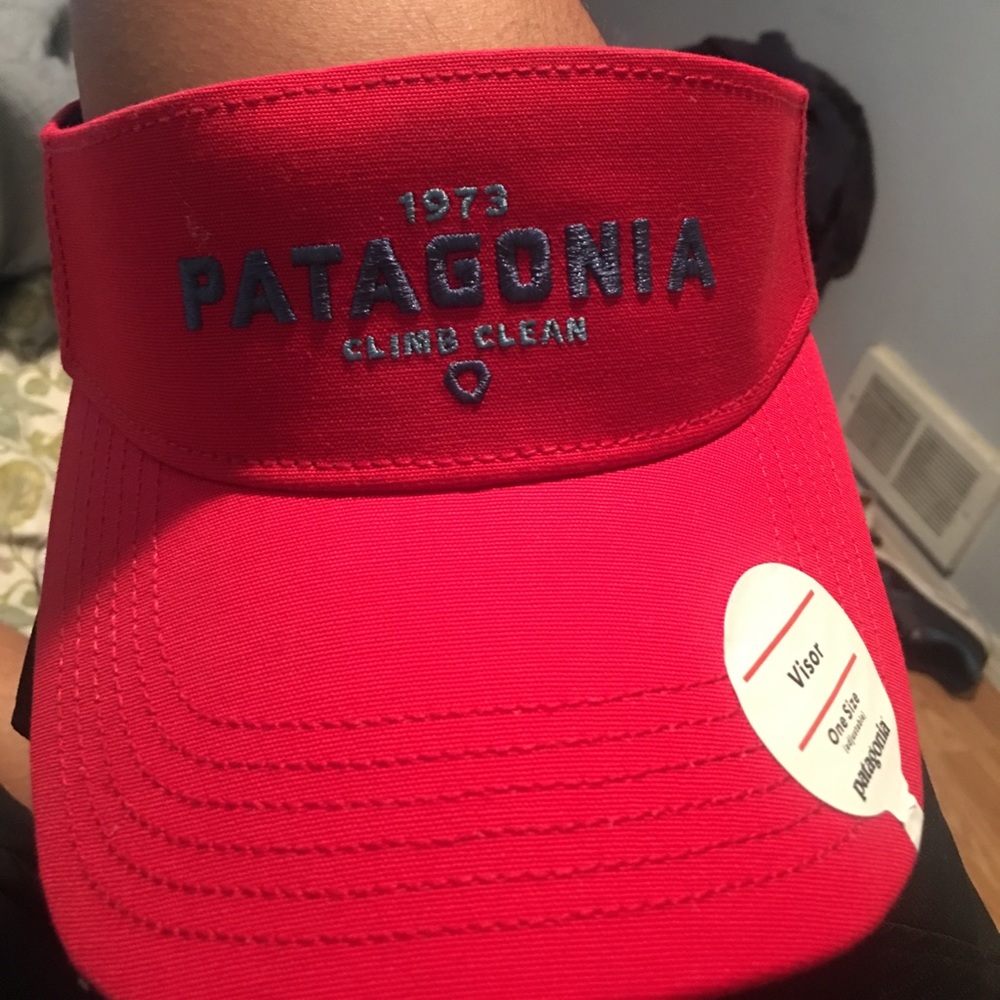 1973
PATAGONIA
CLIMB CLEAN
Visor
One Size
(adjustable)
patagonia